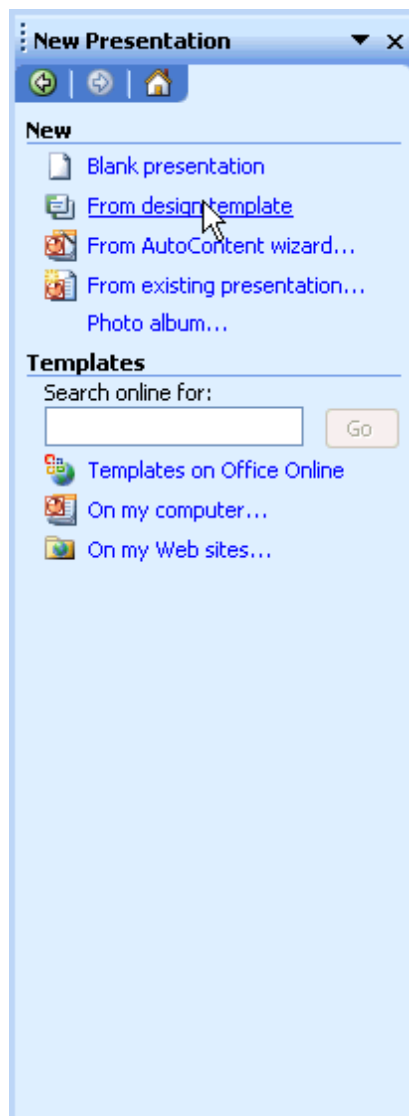 New Presentation
New
Blank presentation
From design template
From AutoContent wizard...
From existing presentation...
Photo album...
Templates
Search online for:
Go
Templates on Office Online
On my computer...
On my Web sites...